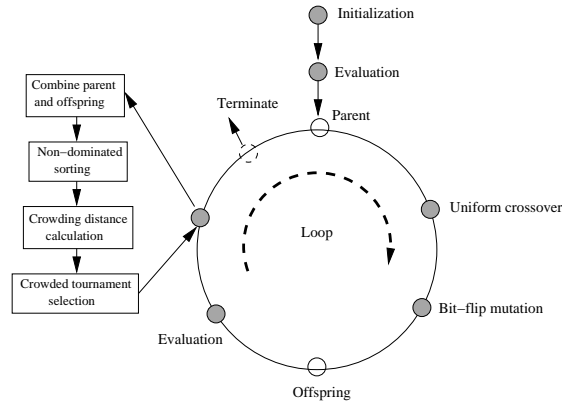 Initialization
Evaluation
Parent
Terminate
Combine parent
and offspring
Non−dominated
sorting
Crowding distance
calculation
Crowded tournament
selection
Uniform crossover
Loop
Bit−flip mutation
Evaluation
Offspring